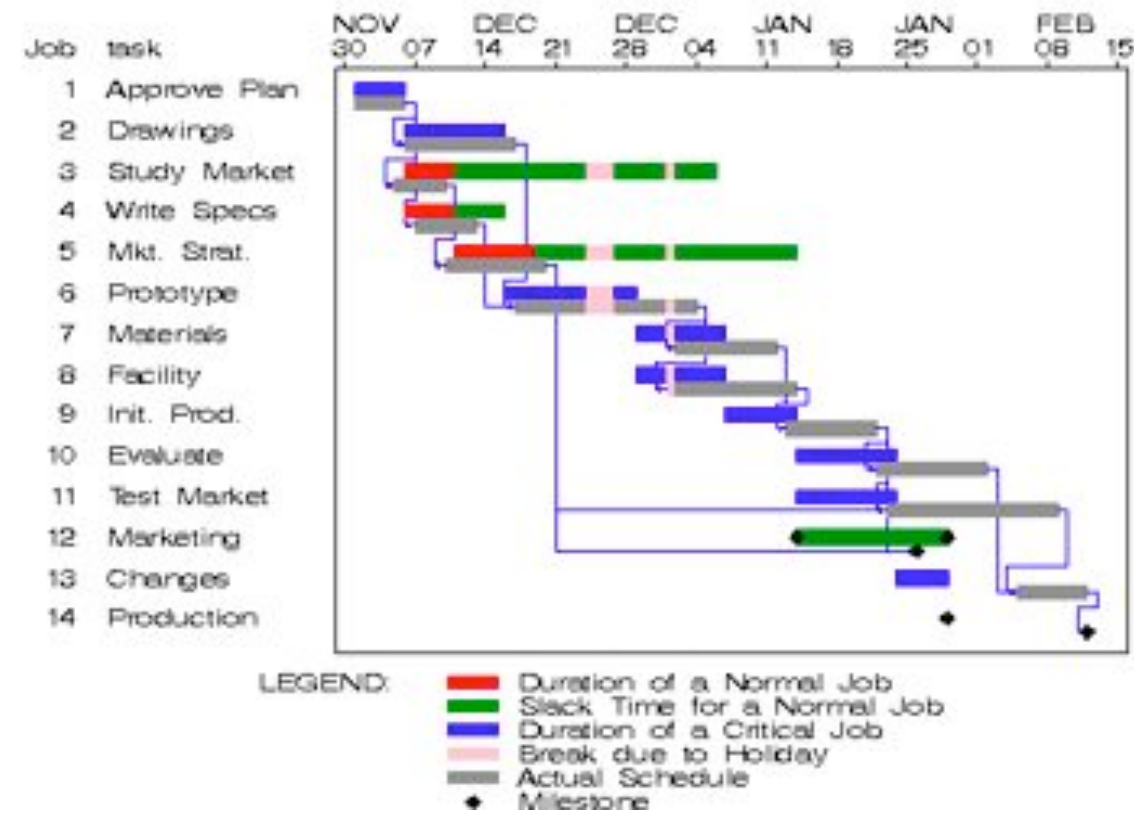 NOV DEC DEC JAN JAN FEB
Job task 30 07 14 21 28 04 11 18 25 01 08 15
1 Approve Plan
2 Drawings
3 Study Market
4 Write Specs
5 Mkt. Strat.
6 Prototype
7 Materials
8 Facility
9 Init. Prod.
10 Evaluate
11 Test Market
12 Marketing
13 Changes
14 Production
LEGEND: Duration of a Normal Job
Slack Time for a Normal Job
Duration of a Critical Job
Break due to Holiday
Actual Schedule
Milestone